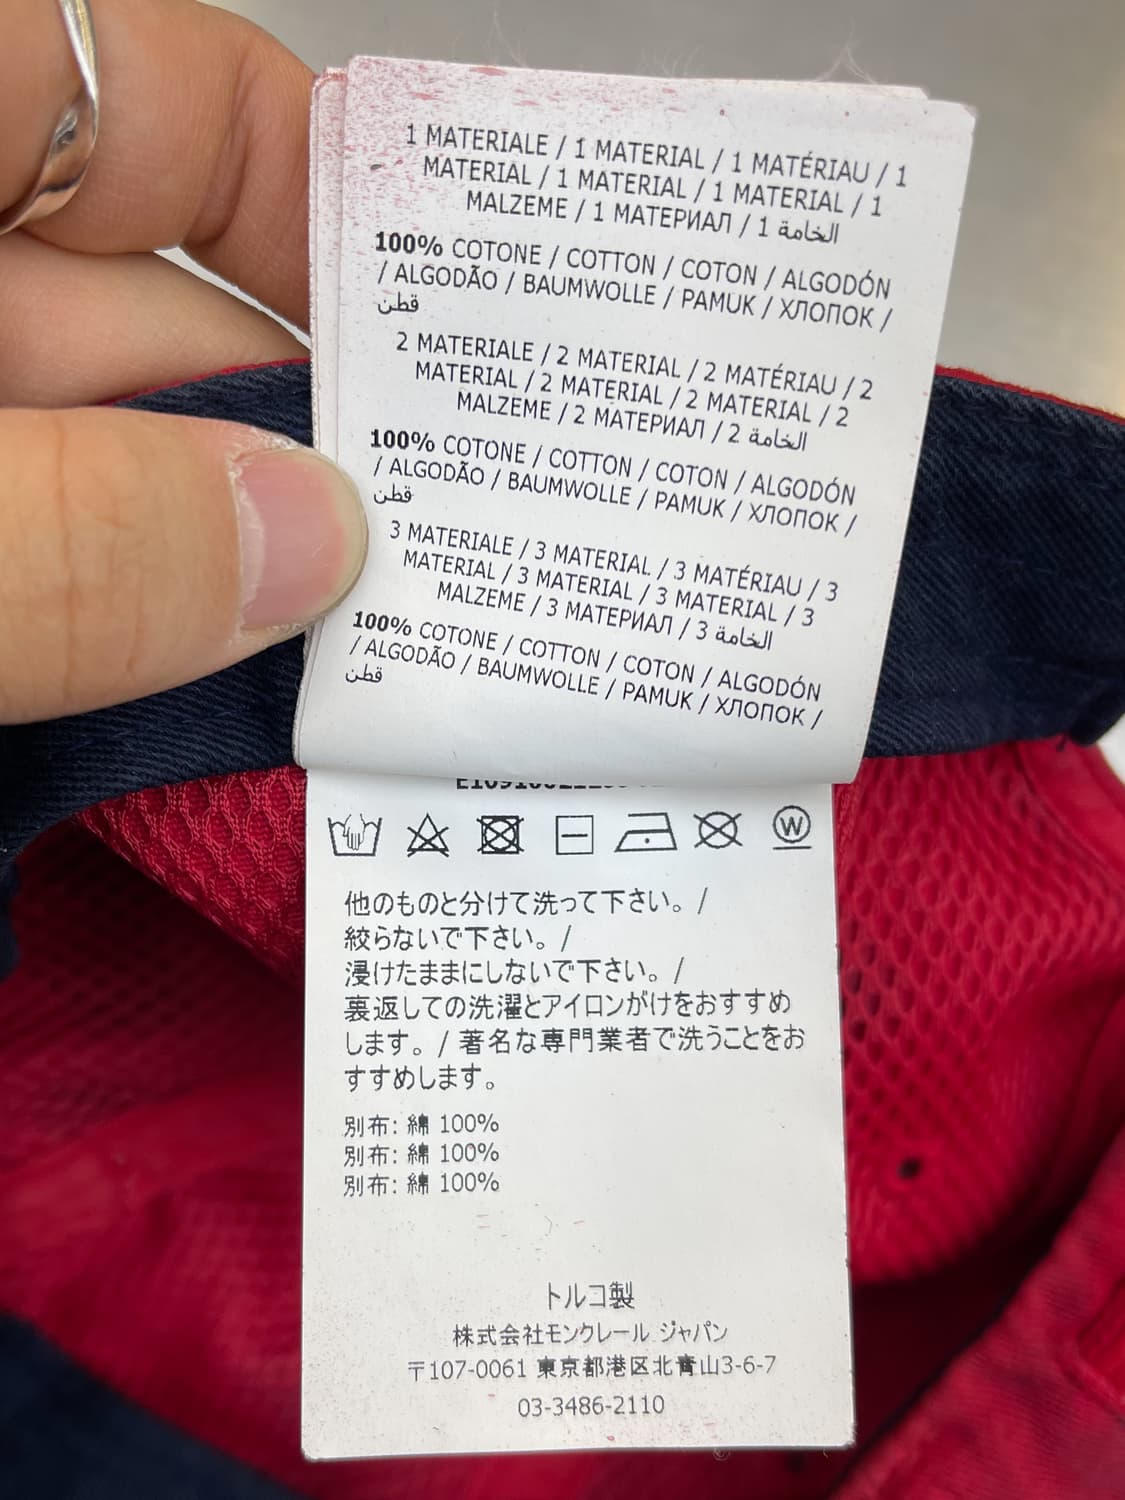 1 MATERIALE / 1 MATERIAL / 1 MATÉRIAU / 1
MATERIAL / 1 MATERIAL / 1 MATERIAL / 1
MALZEME / 1 МАТЕРИАЛ / 1 الخامة
100% COTONE / COTTON / COTON / ALGODÓN
/ ALGODÃO / BAUMWOLLE / PAMUK / ХЛОПОК /
قطن
2 MATERIALE / 2 MATERIAL / 2 MATÉRIAU / 2
MATERIAL / 2 MATERIAL / 2 MATERIAL / 2
MALZEME / 2 МАТЕРИАЛ / 2 الخامة
100% COTONE / COTTON / COTON / ALGODÓN
/ ALGODÃO / BAUMWOLLE / PAMUK / ХЛОПОК /
قطن
3 MATERIALE / 3 MATERIAL / 3 MATÉRIAU / 3
MATERIAL / 3 MATERIAL / 3 MATERIAL / 3
MALZEME / 3 МАТЕРИАЛ / 3 الخامة
100% COTONE / COTTON / COTON / ALGODÓN
/ ALGODÃO / BAUMWOLLE / PAMUK / ХЛОПОК /
قطن
W
他のものと分けて洗って下さい。/
絞らないで下さい。/
浸けたままにしないで下さい。/
裏返しての洗濯とアイロンがけをおすすめ
します。/ 著名な専門業者で洗うことをお
すすめします。
別布: 綿 100%
別布: 綿 100%
別布: 綿 100%
トルコ製
株式会社モンクレール ジャパン
〒107-0061 東京都港区北青山3-6-7
03-3486-2110